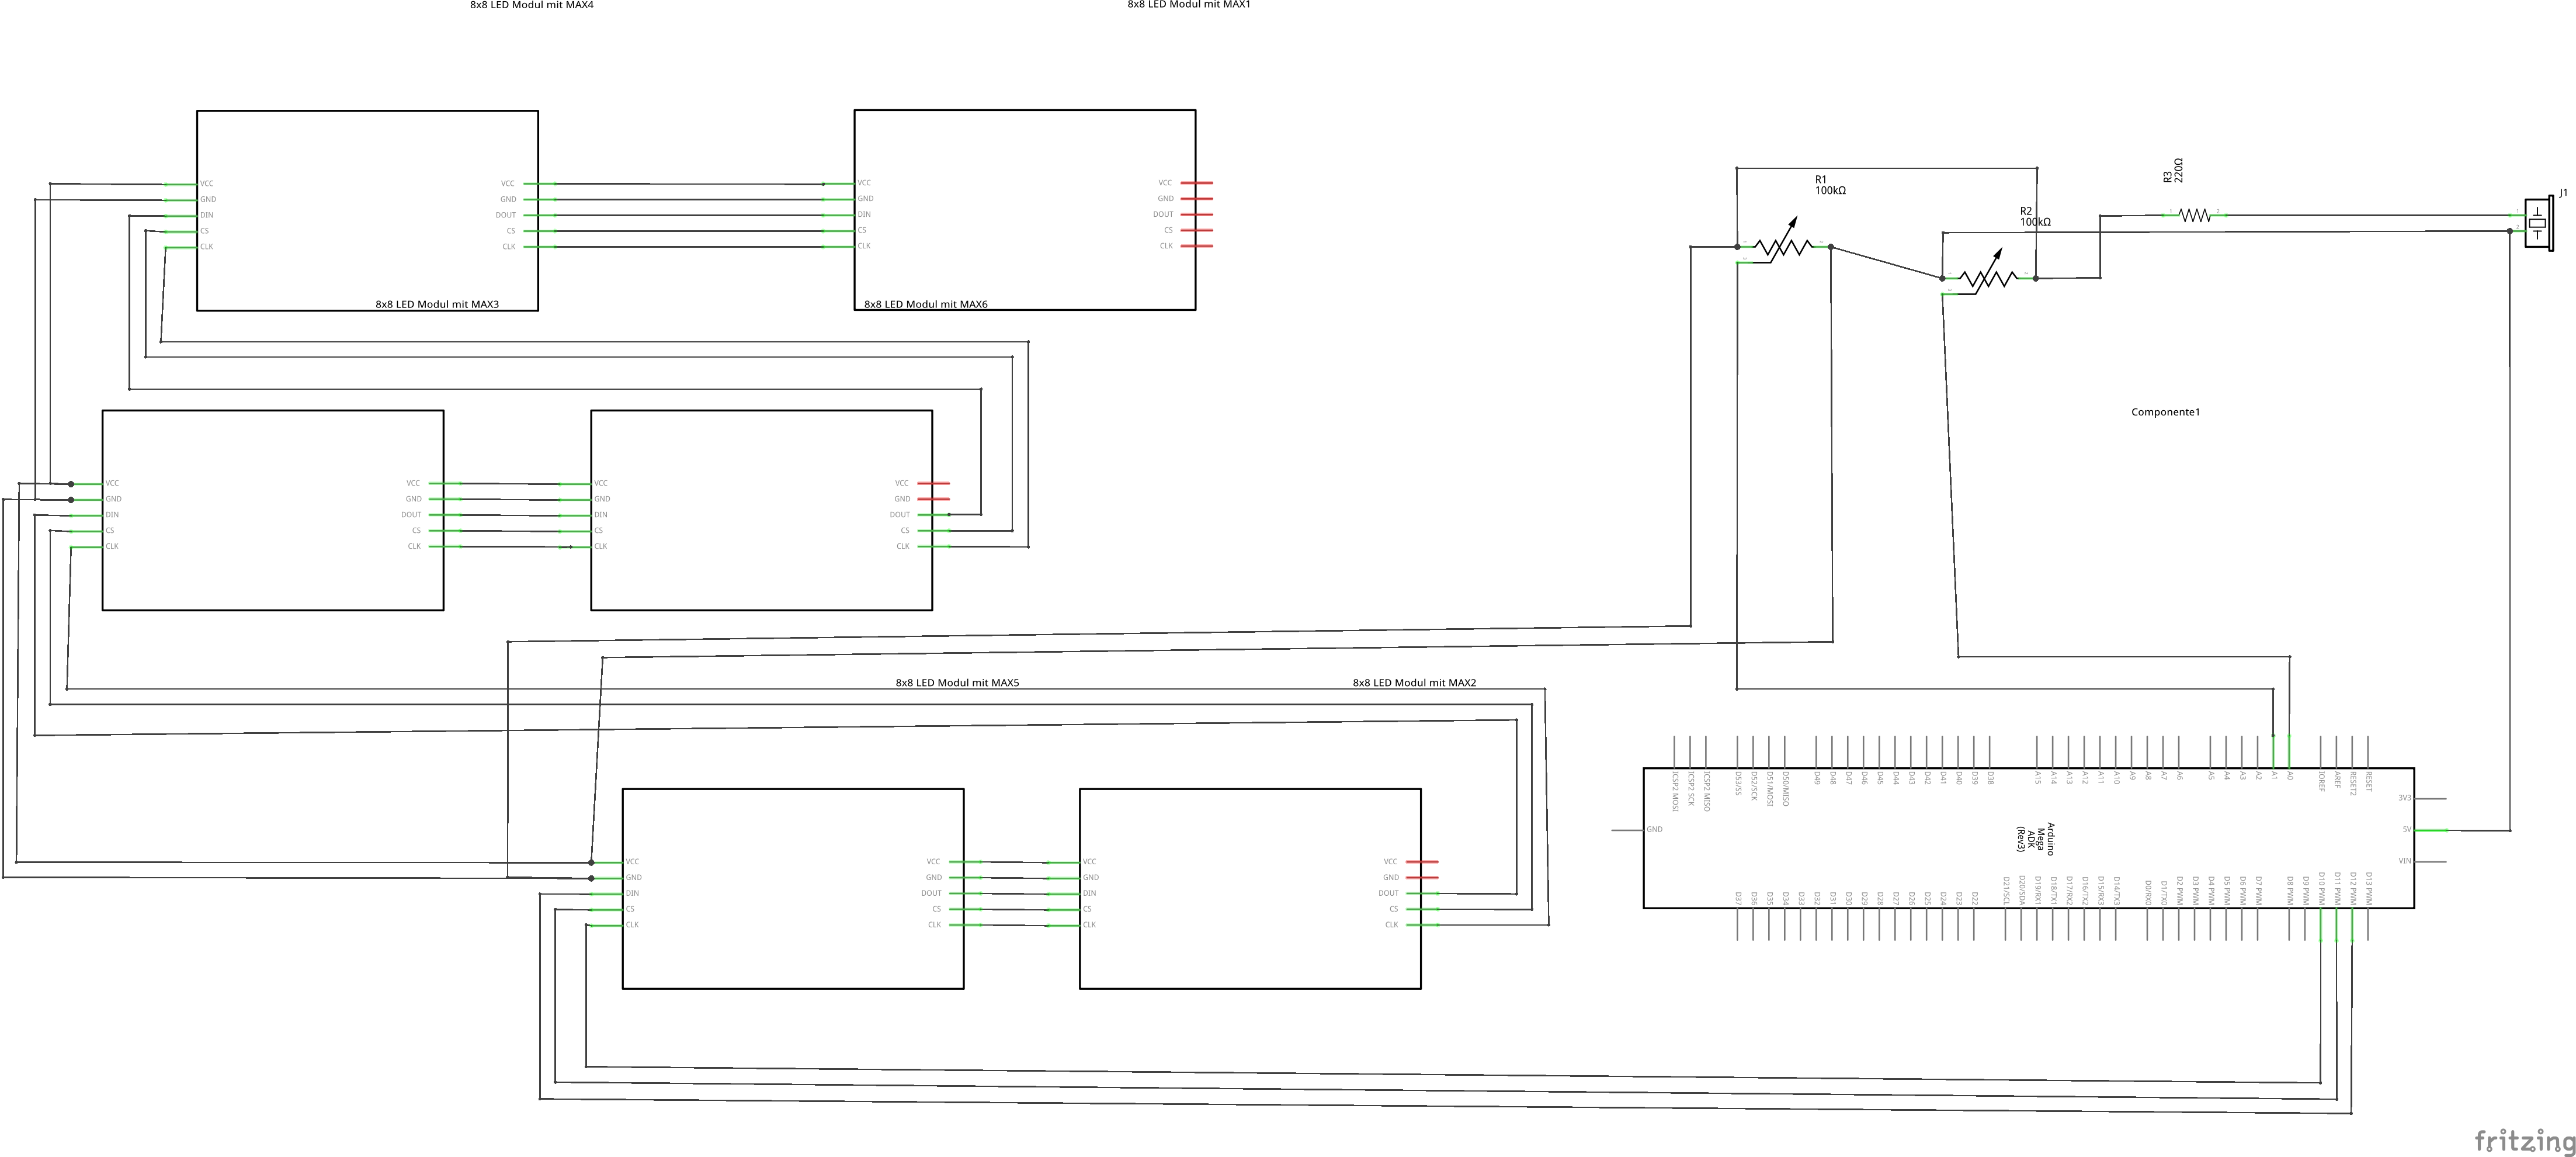 8x8 LED Modul mit MAX4
8x8 LED Modul mit MAX1
VCC
GND
DIN
CS
CLK
VCC
GND
DOUT
CS
CLK
8x8 LED Modul mit MAX3
VCC
GND
DIN
CS
CLK
VCC
GND
DOUT
CS
CLK
8x8 LED Modul mit MAX6
R1
100kΩ
R2
100kΩ
R3
220Ω
J1
VCC
GND
DIN
CS
CLK
VCC
GND
DOUT
CS
CLK
VCC
GND
DIN
CS
CLK
VCC
GND
DOUT
CS
CLK
Componente1
8x8 LED Modul mit MAX5
8x8 LED Modul mit MAX2
VCC
GND
DIN
CS
CLK
VCC
GND
DOUT
CS
CLK
VCC
GND
DIN
CS
CLK
VCC
GND
DOUT
CS
CLK
ICSP2 MOSI
ICSP2 SCK
ICSP2 MISO
D53/SS
D52/SCK
D51/MOSI
D50/MISO
D49
D48
D47
D46
D45
D44
D43
D42
D41
D40
D39
D38
A15
A14
A13
A12
A11
A10
A9
A8
A7
A6
A5
A4
A3
A2
A1
A0
IOREF
AREF
RESET2
RESET
GND
Arduino
Mega
ADK
(Rev3)
3V3
5V
VIN
D37
D36
D35
D34
D33
D32
D31
D30
D29
D28
D27
D26
D25
D24
D23
D22
D21/SCL
D20/SDA
D19/RX1
D18/TX1
D17/RX2
D16/TX2
D15/RX3
D14/TX3
D0/RX0
D1/TX0
D2 PWM
D3 PWM
D4 PWM
D5 PWM
D6 PWM
D7 PWM
D8 PWM
D9 PWM
D10 PWM
D11 PWM
D12 PWM
D13 PWM
fritzing